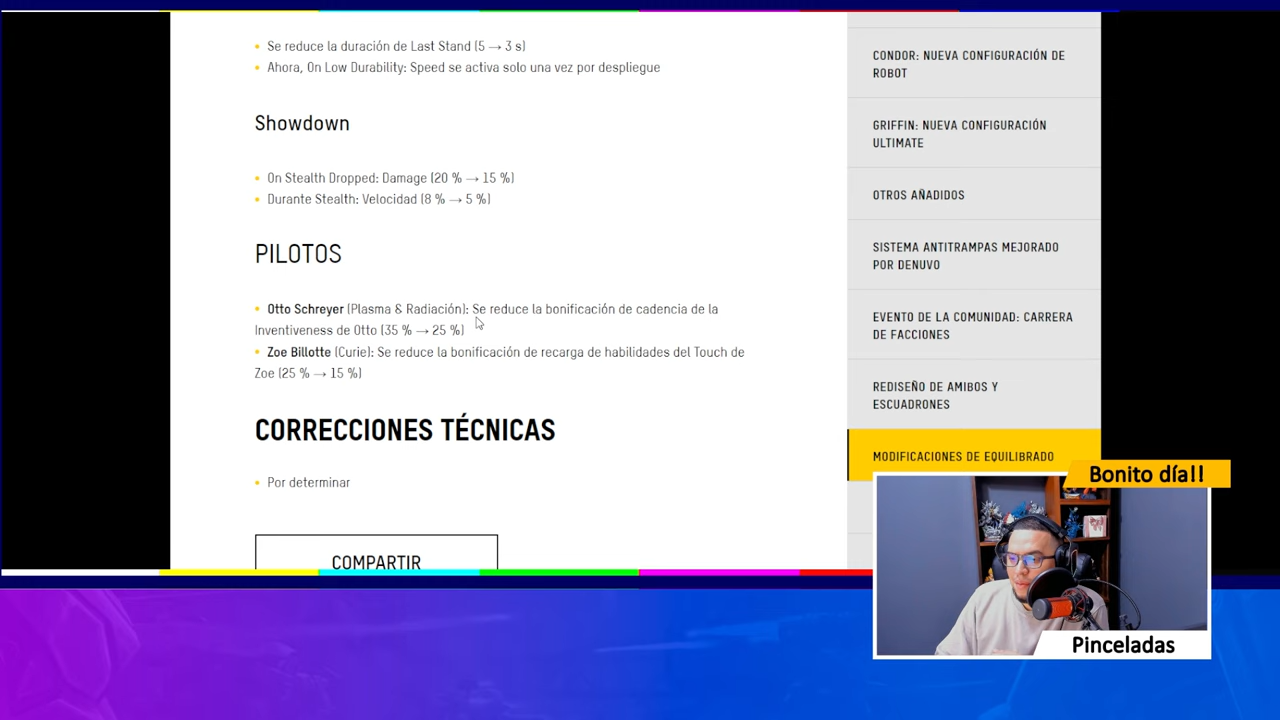 Se reduce la duración de Last Stand (5 → 3 s)
Ahora, On Low Durability: Speed se activa solo una vez por despliegue
Showdown
On Stealth Dropped: Damage (20 % → 15 %)
Durante Stealth: Velocidad (8 % → 5 %)
PILOTOS
Otto Schreyer (Plasma & Radiación): Se reduce la bonificación de cadencia de la
Inventiveness de Otto (35 % → 25 %)
Zoe Billotte (Curie): Se reduce la bonificación de recarga de habilidades del Touch de
Zoe (25 % → 15 %)
CORRECCIONES TÉCNICAS
Por determinar
COMPARTIR
CONDOR: NUEVA CONFIGURACIÓN DE
ROBOT
GRIFFIN: NUEVA CONFIGURACIÓN
ULTIMATE
OTROS AÑADIDOS
SISTEMA ANTITRAMPAS MEJORADO
POR DENUVO
EVENTO DE LA COMUNIDAD: CARRERA
DE FACCIONES
REDISEÑO DE AMIBOS Y
ESCUADRONES
MODIFICACIONES DE EQUILIBRADO
Bonito día!!
Pinceladas